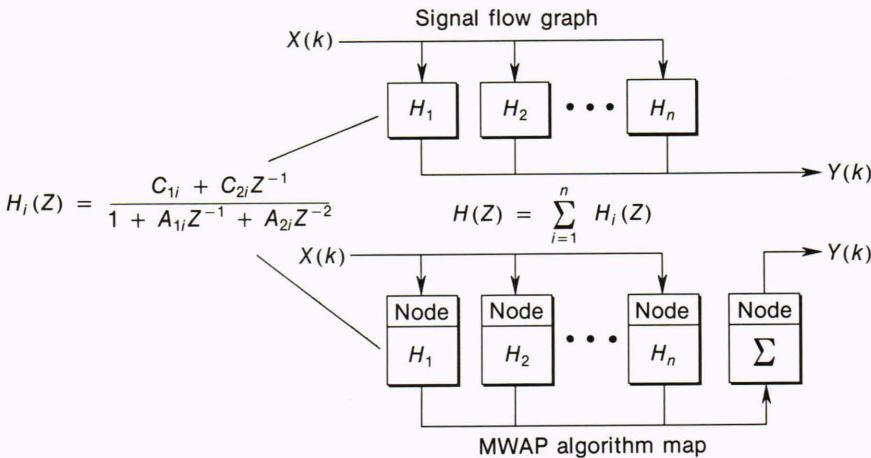 Signal flow graph
X(k)
H₁ H₂ • • • Hₙ
Y(k)
Hᵢ(Z) = (C₁ᵢ + C₂ᵢZ⁻¹) / (1 + A₁ᵢZ⁻¹ + A₂ᵢZ⁻²)
H(Z) = Σ_{i=1}^{n} Hᵢ(Z)
X(k)
Y(k)
Node Node Node Node
H₁ H₂ • • • Hₙ Σ
MWAP algorithm map